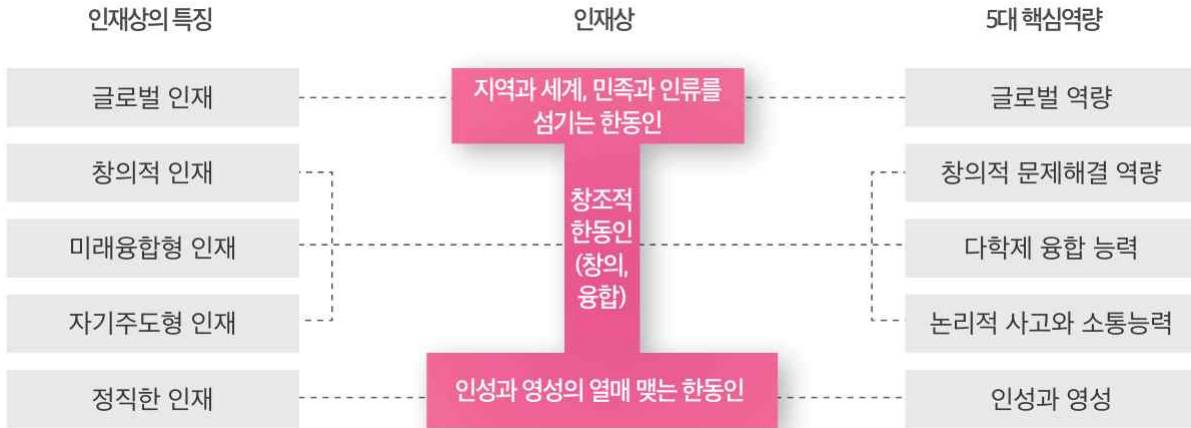 인재상의 특징
인재상
5대 핵심역량
글로벌 인재
지역과 세계, 민족과 인류를
섬기는 한동인
글로벌 역량
창의적 인재
창의적 문제해결 역량
미래융합형 인재
창조적
한동인
(창의,
융합)
다학제 융합 능력
자기주도형 인재
논리적 사고와 소통능력
정직한 인재
인성과 영성의 열매 맺는 한동인
인성과 영성